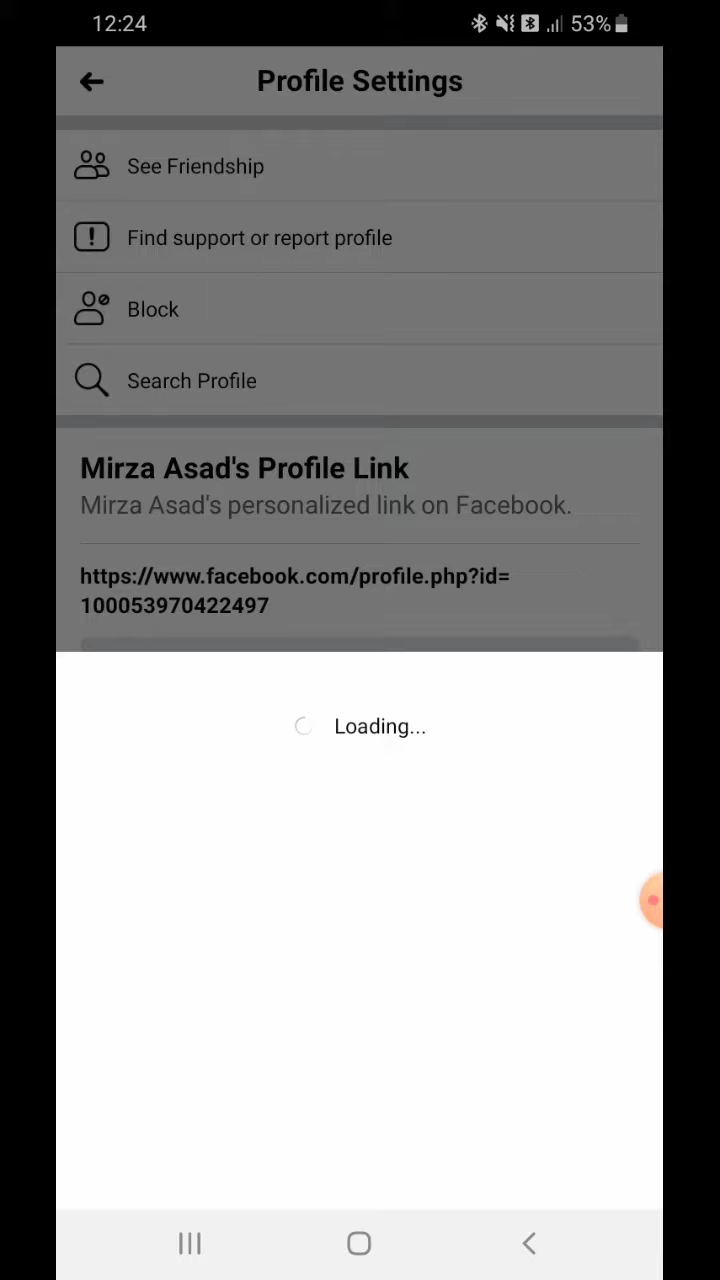 12:24
53%
Profile Settings
See Friendship
Find support or report profile
Block
Search Profile
Mirza Asad's Profile Link
Mirza Asad's personalized link on Facebook.
https://www.facebook.com/profile.php?id=
100053970422497
Loading...